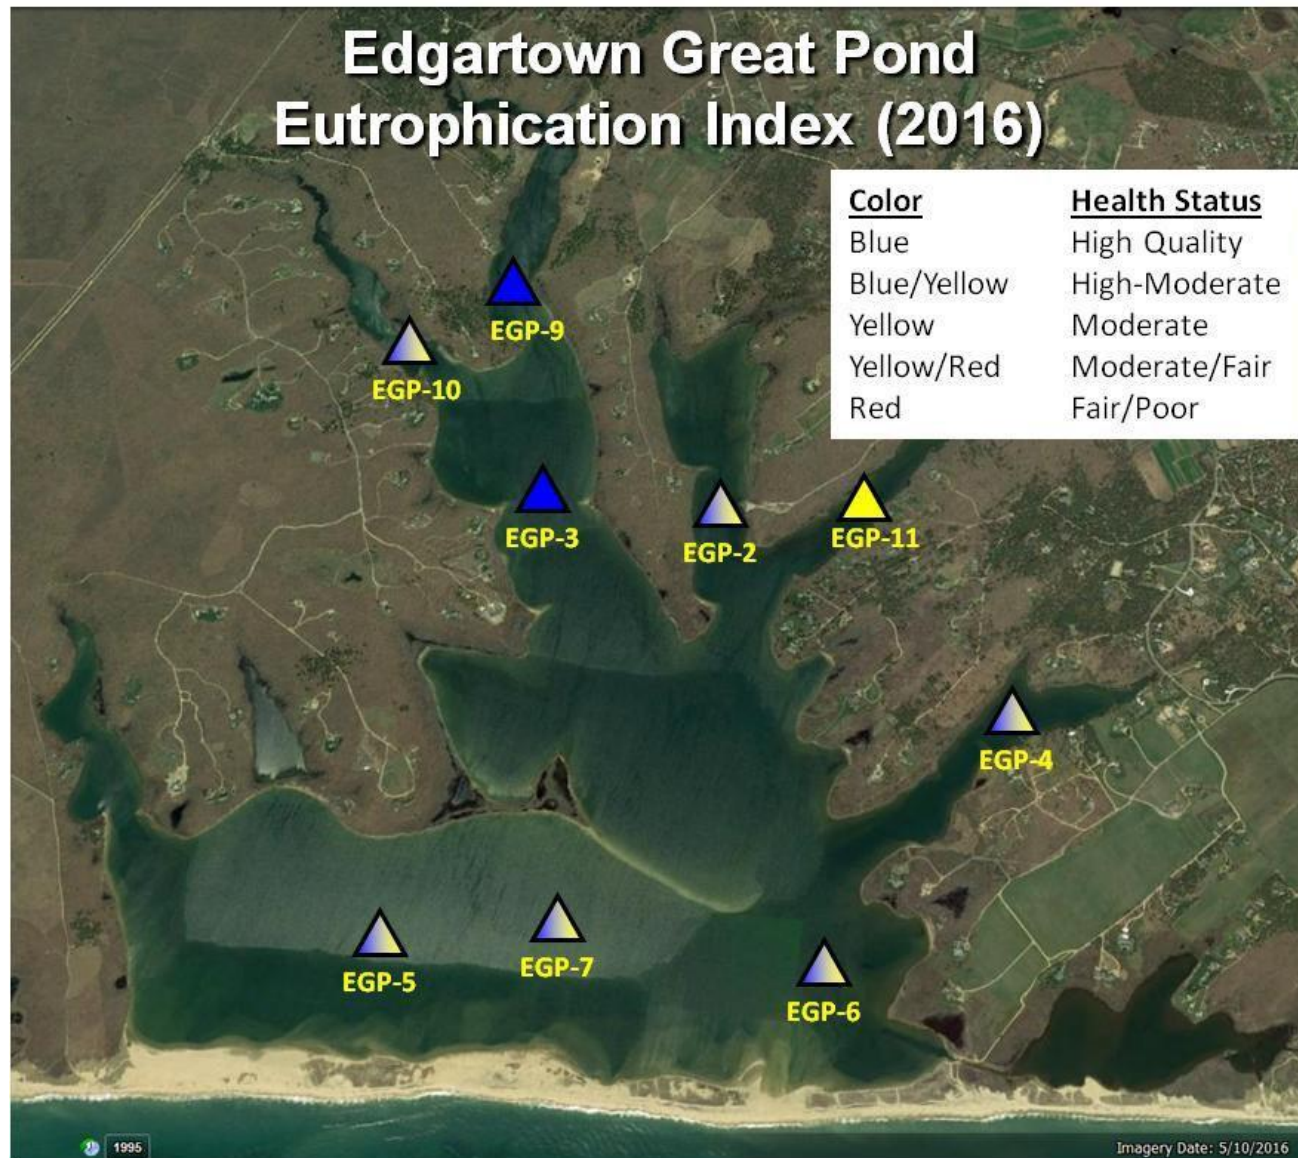 Edgartown Great Pond
Eutrophication Index (2016)
Color Health Status
Blue High Quality
Blue/Yellow High-Moderate
Yellow Moderate
Yellow/Red Moderate/Fair
Red Fair/Poor
EGP-9
EGP-10
EGP-3
EGP-2
EGP-11
EGP-4
EGP-5
EGP-7
EGP-6
1995
Imagery Date: 5/10/2016